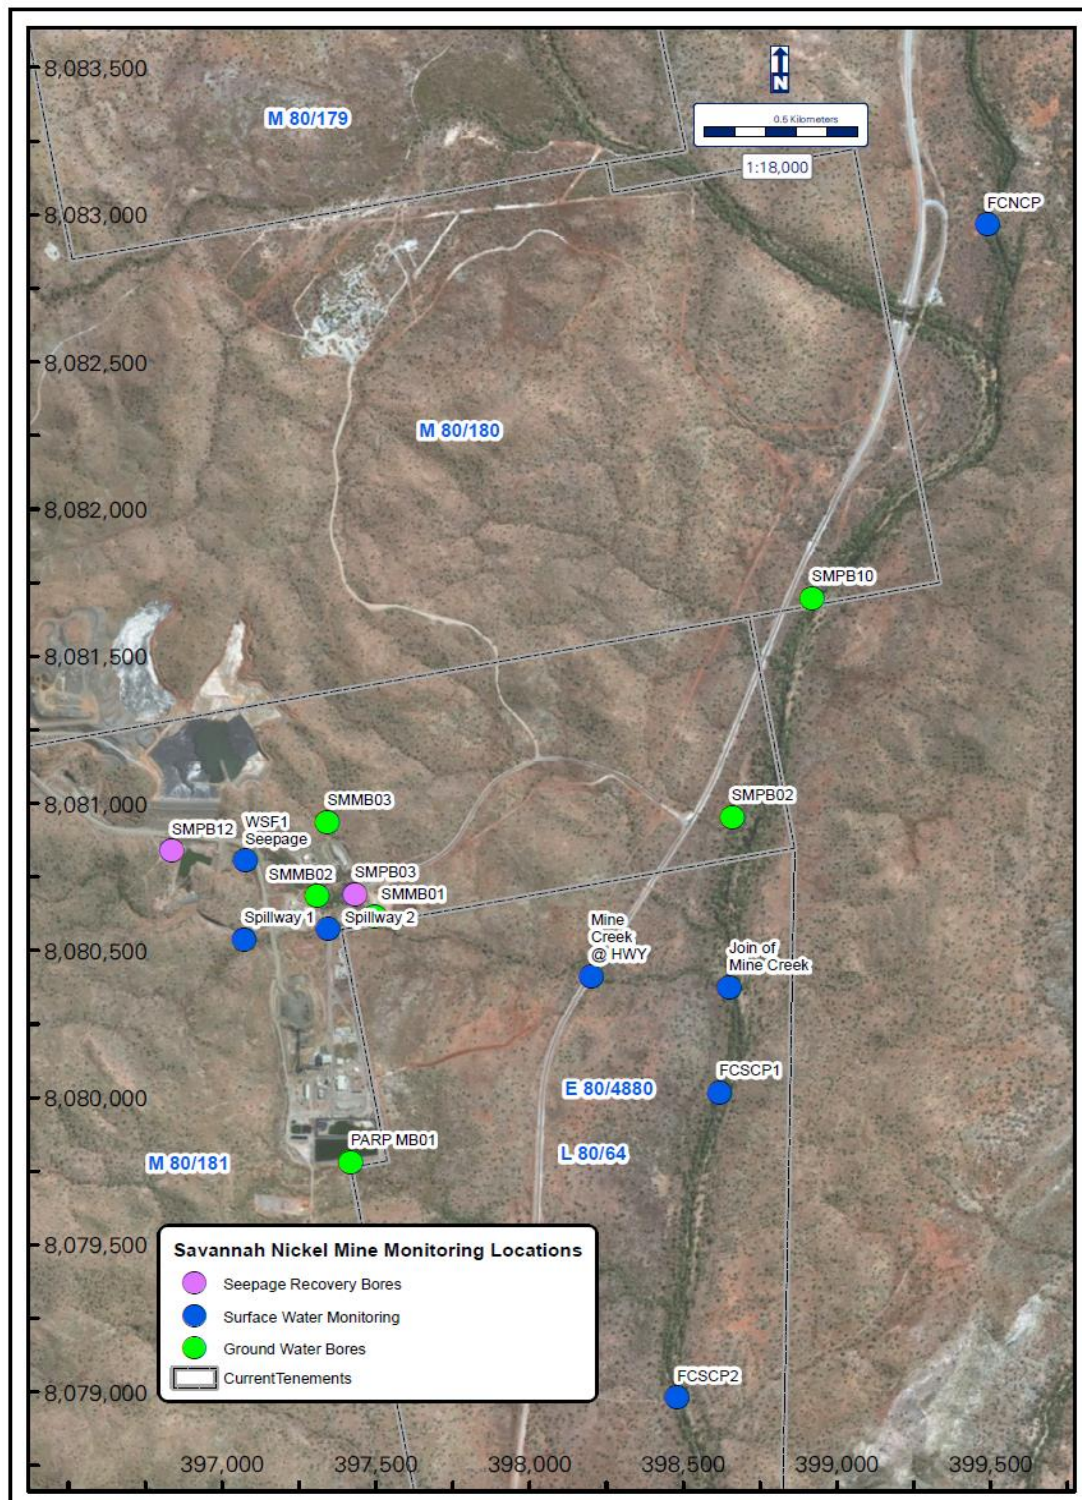 8,083,500
M 80/179
N
0.5 Kilometers
1:18,000
8,083,000
FCNCP
8,082,500
M 80/180
8,082,000
SMPB10
8,081,500
8,081,000
SMMB03
SMPB02
SMPB12
WSF1
Seepage
SMMB02
SMPB03
SMMB01
Spillway 1
Spillway 2
Mine
Creek
@ HWY
8,080,500
Join of
Mine Creek
8,080,000
FCSCP1
E 80/4880
PARP MB01
M 80/181
L 80/64
8,079,500
Savannah Nickel Mine Monitoring Locations
Seepage Recovery Bores
Surface Water Monitoring
Ground Water Bores
CurrentTenements
8,079,000
FCSCP2
397,000
397,500
398,000
398,500
399,000
399,500